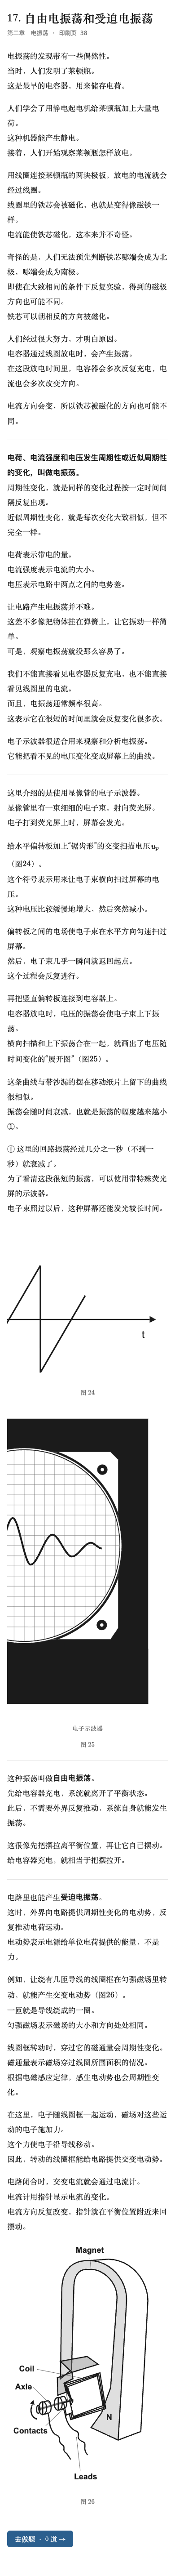 17. 自由电振荡和受迫电振荡
第二章 电振荡 · 印刷页 38
电振荡的发现带有一些偶然性。
当时，人们发明了莱顿瓶。
这是最早的电容器，用来储存电荷。
人们学会了用静电起电机给莱顿瓶加上大量电
荷。
这种机器能产生静电。
接着，人们开始观察莱顿瓶怎样放电。
用线圈连接莱顿瓶的两块极板，放电的电流就会
经过线圈。
线圈里的铁芯会被磁化，也就是变得像磁铁一
样。
电流能使铁芯磁化，这本来并不奇怪。
奇怪的是，人们无法预先判断铁芯哪端会成为北
极，哪端会成为南极。
即使在大致相同的条件下反复实验，得到的磁极
方向也可能不同。
铁芯可以朝相反的方向被磁化。
人们经过很大努力，才明白原因。
电容器通过线圈放电时，会产生振荡。
在这段放电时间里，电容器会多次反复充电，电
流也会多次改变方向。
电流方向会变，所以铁芯被磁化的方向也可能不
同。
电荷、电流强度和电压发生周期性或近似周期性
的变化，叫做电振荡。
周期性变化，就是同样的变化过程按一定时间间
隔反复出现。
近似周期性变化，就是每次变化大致相似，但不
完全一样。
电荷表示带电的量。
电流强度表示电流的大小。
电压表示电路中两点之间的电势差。
让电路产生电振荡并不难。
这差不多像把物体挂在弹簧上，让它振动一样简
单。
可是，观察电振荡就没那么容易了。
我们不能直接看见电容器反复充电，也不能直接
看见线圈里的电流。
而且，电振荡通常频率很高。
这表示它在很短的时间里就会反复变化很多次。
电子示波器很适合用来观察和分析电振荡。
它能把看不见的电压变化变成屏幕上的曲线。
这里介绍的是使用显像管的电子示波器。
显像管里有一束细细的电子束，射向荧光屏。
电子打到荧光屏上时，屏幕会发光。
给水平偏转板加上“锯齿形”的交变扫描电压 up
（图24）。
这个符号表示用来让电子束横向扫过屏幕的电
压。
这种电压比较缓慢地增大，然后突然减小。
偏转板之间的电场使电子束在水平方向匀速扫过
屏幕。
然后，电子束几乎一瞬间就返回起点。
这个过程会反复进行。
再把竖直偏转板连接到电容器上。
电容器放电时，电压的振荡会使电子束上下振
荡。
横向扫描和上下振荡合在一起，就画出了电压随
时间变化的“展开图”（图25）。
这条曲线与带沙漏的摆在移动纸片上留下的曲线
很相似。
振荡会随时间衰减，也就是振荡的幅度越来越小
①。
① 这里的回路振荡经过几分之一秒（不到一
秒）就衰减了。
为了看清这段很短的振荡，可以使用带特殊荧光
屏的示波器。
电子束照过以后，这种屏幕还能发光较长时间。
t
图 24
电子示波器
图 25
这种振荡叫做自由电振荡。
先给电容器充电，系统就离开了平衡状态。
此后，不需要外界反复推动，系统自身就能发生
振荡。
这很像先把摆拉离平衡位置，再让它自己摆动。
给电容器充电，就相当于把摆拉开。
电路里也能产生受迫电振荡。
这时，外界向电路提供周期性变化的电动势，反
复推动电荷运动。
电动势表示电源给单位电荷提供的能量，不是
力。
例如，让绕有几匝导线的线圈框在匀强磁场里转
动，就能产生交变电动势（图26）。
一匝就是导线绕成的一圈。
匀强磁场表示磁场的大小和方向处处相同。
线圈框转动时，穿过它的磁通量会周期性变化。
磁通量表示磁场穿过线圈所围面积的情况。
根据电磁感应定律，感生电动势也会周期性变
化。
在这里，电子随线圈框一起运动，磁场对这些运
动的电子施加力。
这个力使电子沿导线移动。
因此，转动的线圈框能给电路提供交变电动势。
电路闭合时，交变电流就会通过电流计。
电流计用指针显示电流的变化。
电流方向反复改变，指针就在平衡位置附近来回
摆动。
Magnet
Coil
Axle
N
Contacts
Leads
图 26
去做题 · 0 道 →